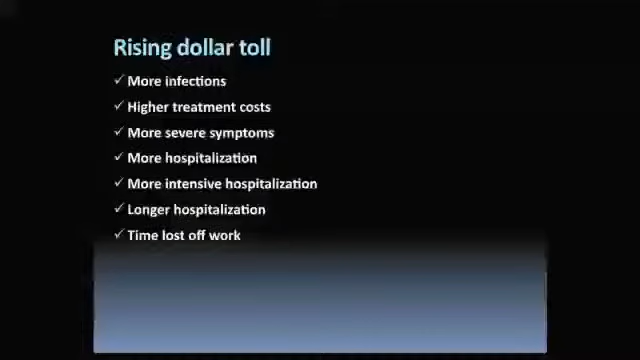 Rising dollar toll
✓ More infections
✓ Higher treatment costs
✓ More severe symptoms
✓ More hospitalization
✓ More intensive hospitalization
✓ Longer hospitalization
✓ Time lost off work